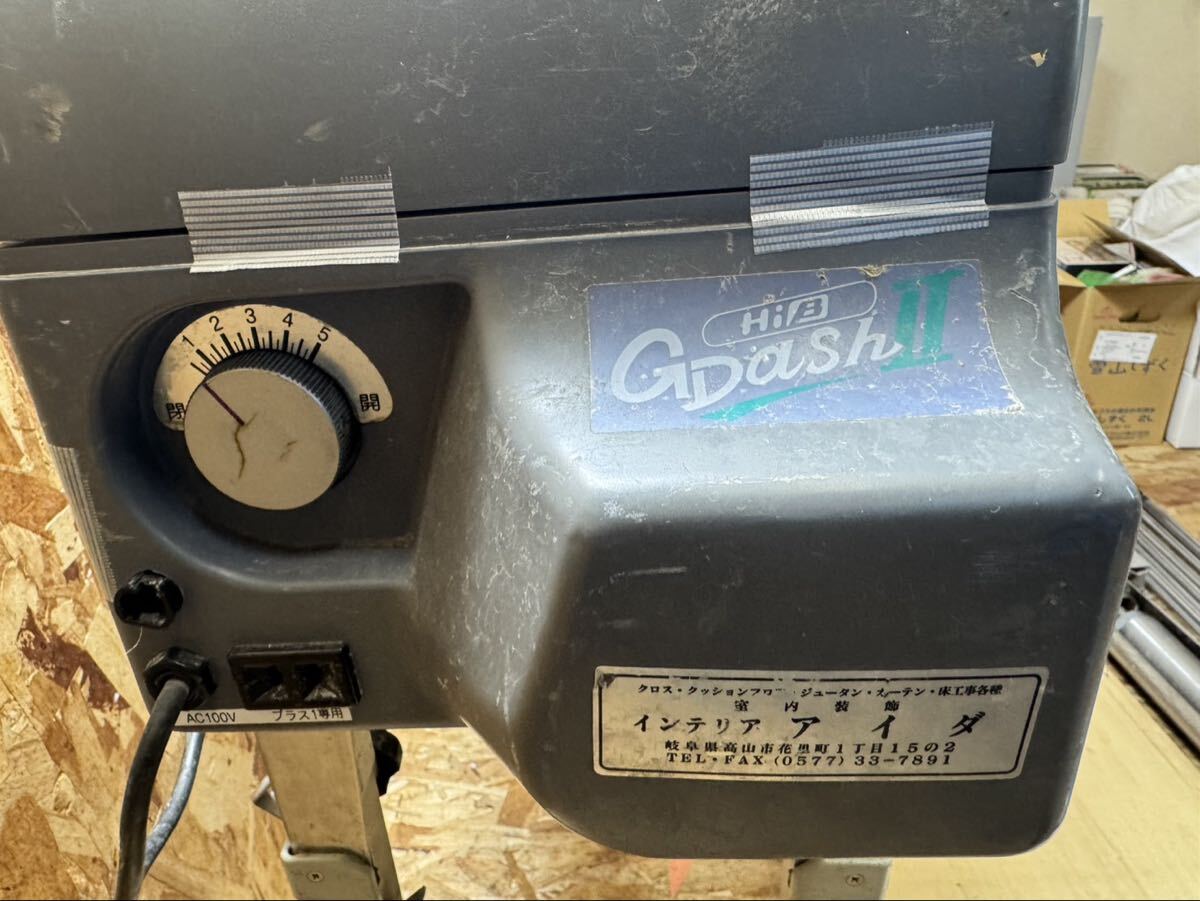 1 2 3 4 5
閉 開
Hiβ
GDash II
AC100V プラス1専用
クロス・クッションフロ ジュータン・カーテン・床工事各種
室内装飾
インテリア アイダ
岐阜県高山市花里町1丁目15の2
TEL・FAX (0577) 33-7891
2L